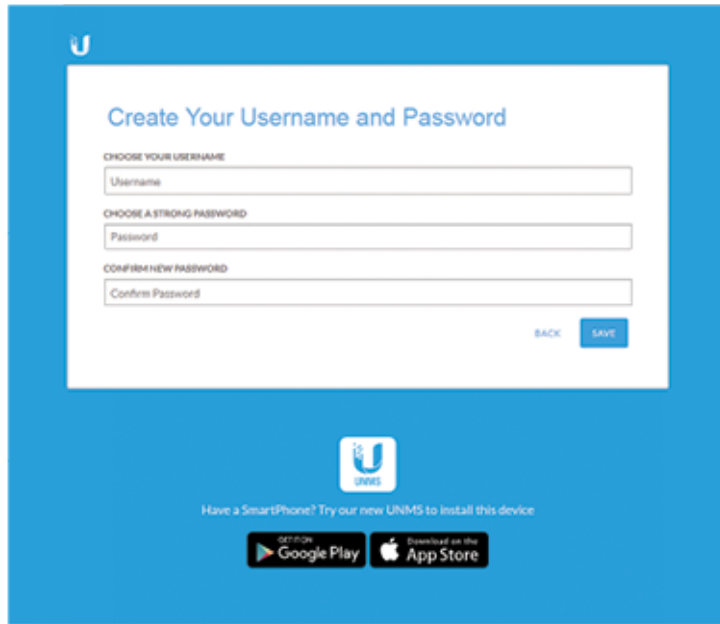 U
Create Your Username and Password
CHOOSE YOUR USERNAME
Username
CHOOSE A STRONG PASSWORD
Password
CONFIRM NEW PASSWORD
Confirm Password
BACK
SAVE
U
UNMS
Have a SmartPhone? Try our new UNMS to install this device
GET IT ON
Google Play
Download on the
App Store